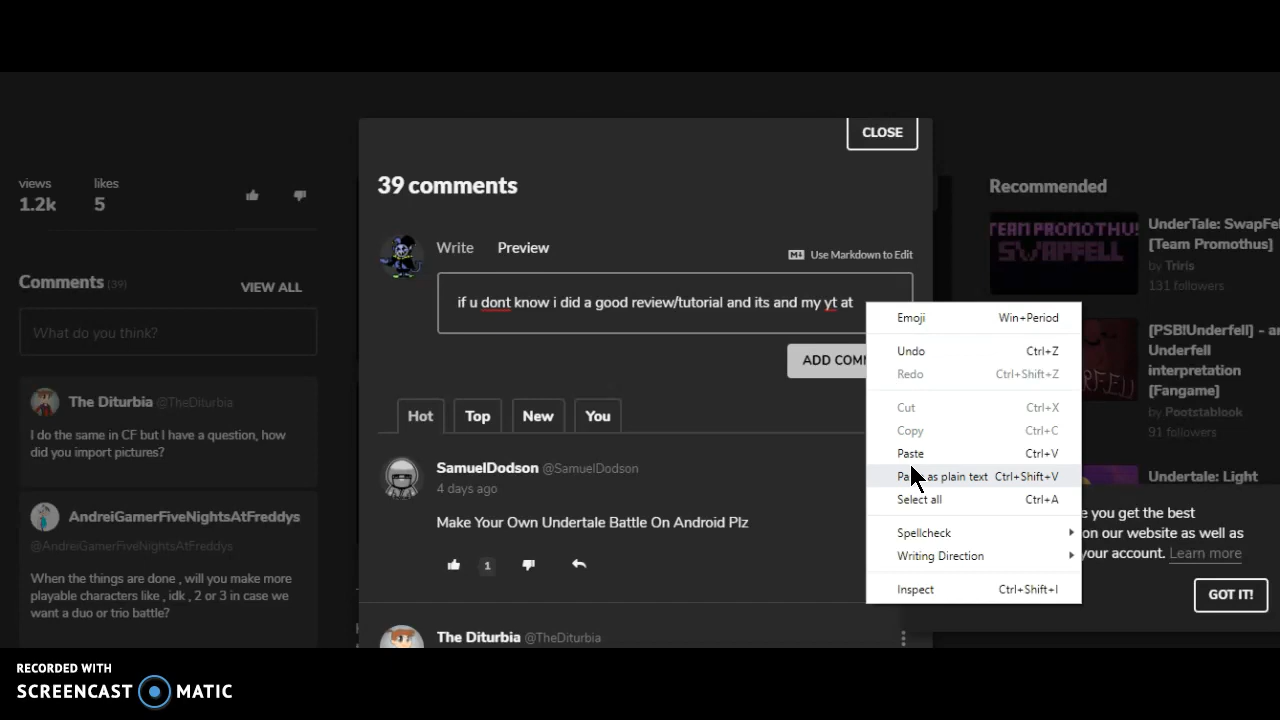 CLOSE
views
likes
1.2k
5
39 comments
Recommended
Write
Preview
Use Markdown to Edit
UnderTale: SwapFel
[Team Promothus]
by Triris
131 followers
TEAM PROMOTHU
SWAPFELL
Comments (39)
VIEW ALL
What do you think?
if u dont know i did a good review/tutorial and its and my yt at
ADD COMM
Emoji Win+Period
Undo Ctrl+Z
Redo Ctrl+Shift+Z
Cut Ctrl+X
Copy Ctrl+C
Paste Ctrl+V
as plain text Ctrl+Shift+V
Select all Ctrl+A
Spellcheck
Writing Direction
Inspect Ctrl+Shift+I
[PSB!Underfell] - an
Underfell
interpretation
[Fangame]
by Pootstablook
91 followers
Undertale: Light
The Diturbia @TheDiturbia
I do the same in CF but I have a question, how
did you import pictures?
AndreiGamerFiveNightsAtFreddys
@AndreiGamerFiveNightsAtFreddys
When the things are done , will you make more
playable characters like , idk , 2 or 3 in case we
want a duo or trio battle?
Hot
Top
New
You
SamuelDodson @SamuelDodson
4 days ago
Make Your Own Undertale Battle On Android Plz
1
The Diturbia @TheDiturbia
e you get the best
on our website as well as
your account. Learn more
GOT IT!
RECORDED WITH
SCREENCAST MATIC